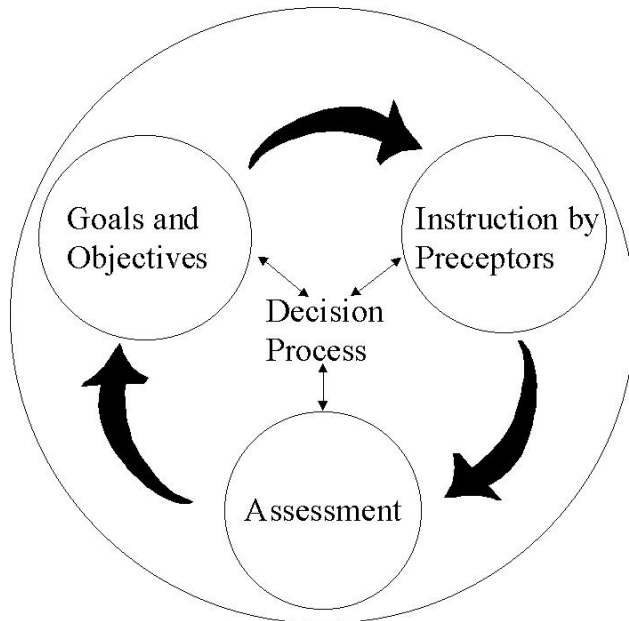 Goals and
Objectives
Instruction by
Preceptors
Decision
Process
Assessment